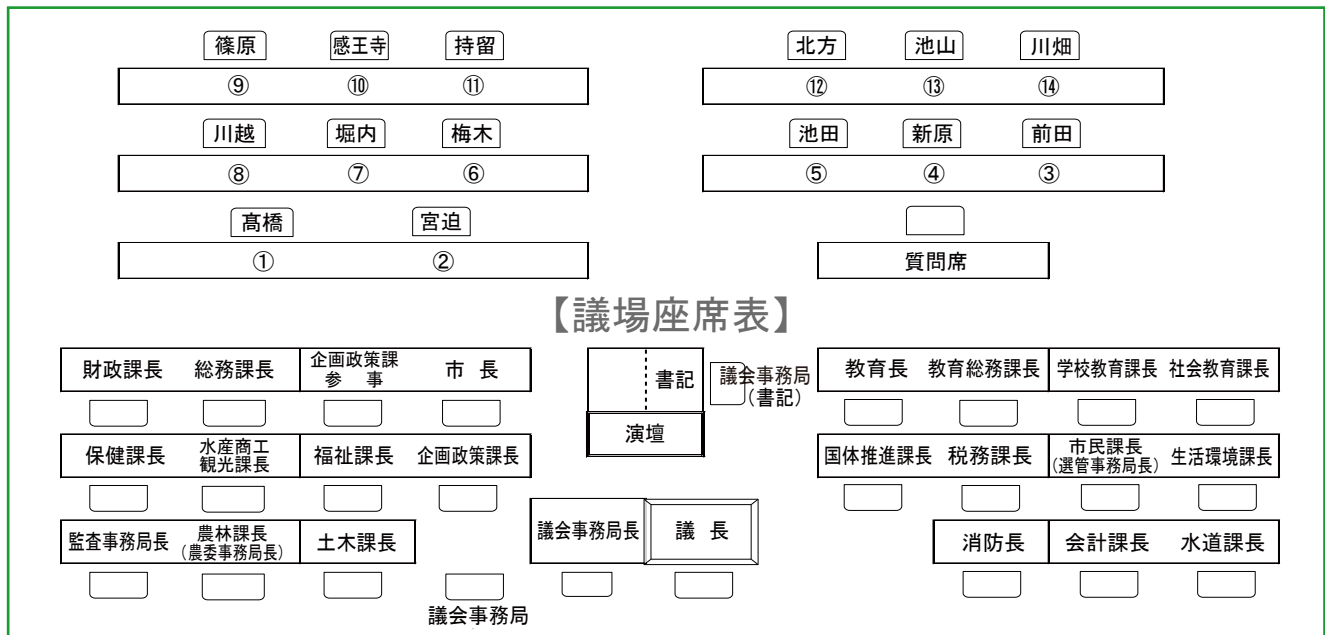 篠原 感王寺 持留 北方 池山 川畑
⑨ ⑩ ⑪ ⑫ ⑬ ⑭
川越 堀内 梅木 池田 新原 前田
⑧ ⑦ ⑥ ⑤ ④ ③
髙橋 宮迫
① ② 質問席
【議場座席表】
財政課長 総務課長 企画政策課 市長 書記 議会事務局 教育長 教育総務課長 学校教育課長 社会教育課長
参事 (書記)
演壇
保健課長 水産商工 福祉課長 企画政策課長 国体推進課長 税務課長 市民課長 生活環境課長
観光課長 (選管事務局長)
監査事務局長 農林課長 土木課長 議会事務局長 議長 消防長 会計課長 水道課長
(農委事務局長)
議会事務局